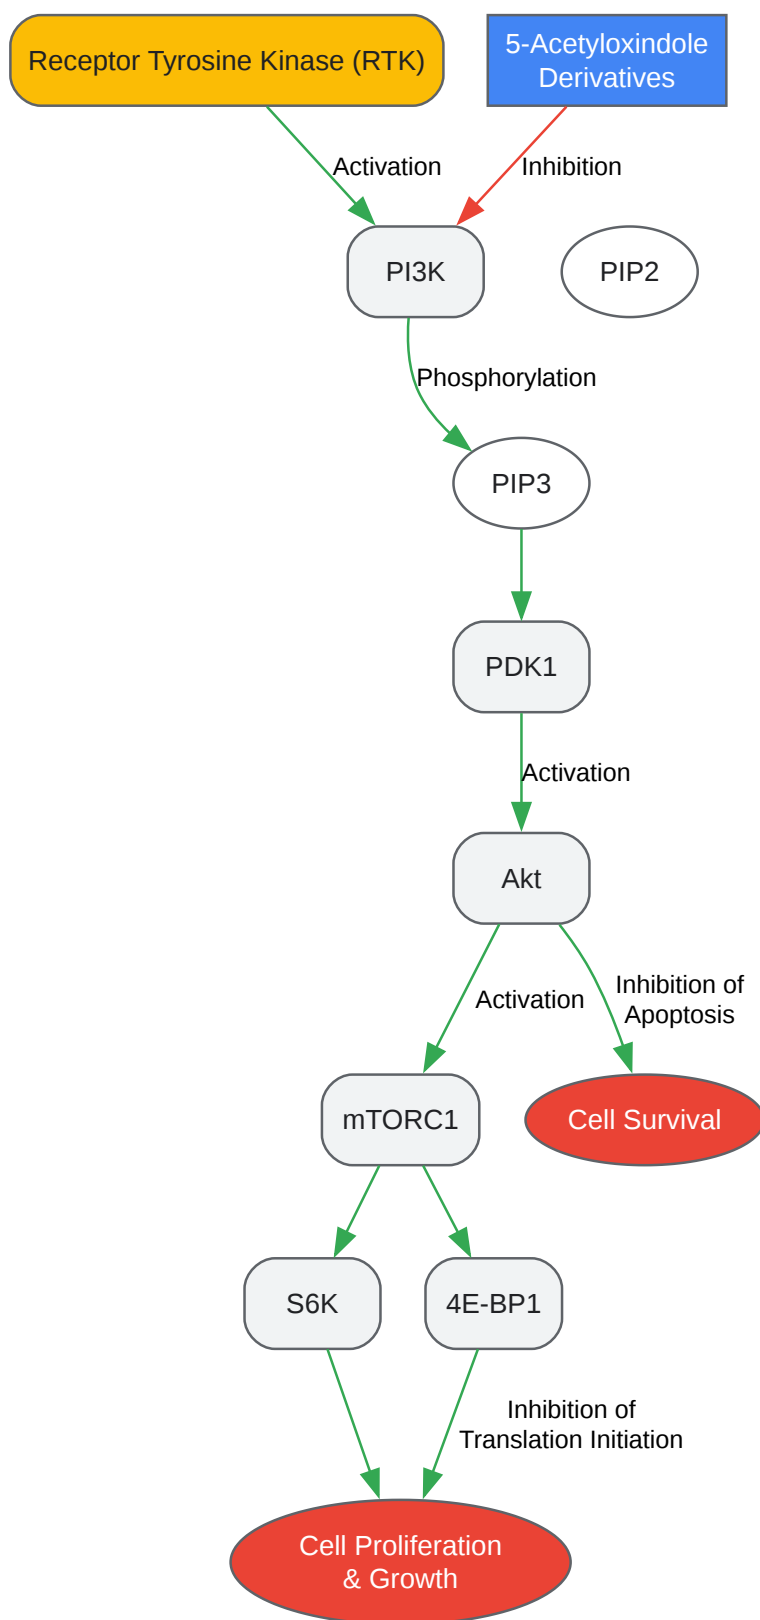 Receptor Tyrosine Kinase (RTK)
5-Acetyloxindole
Derivatives
Activation
Inhibition
PI3K
PIP2
Phosphorylation
PIP3
PDK1
Activation
Akt
Activation
Inhibition of
Apoptosis
mTORC1
Cell Survival
S6K
4E-BP1
Inhibition of
Translation Initiation
Cell Proliferation
& Growth